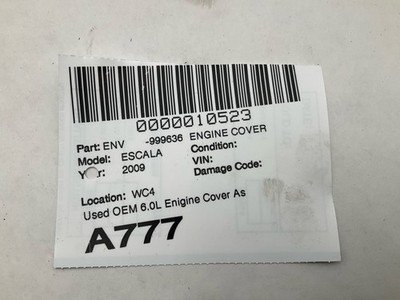 0000010523
Part: ENV -999636 ENGINE COVER
Model: ESCALA Condition:
Year: 2009 VIN:
Damage Code:
Location: WC4
Used OEM 6.0L Engine Cover As
A777